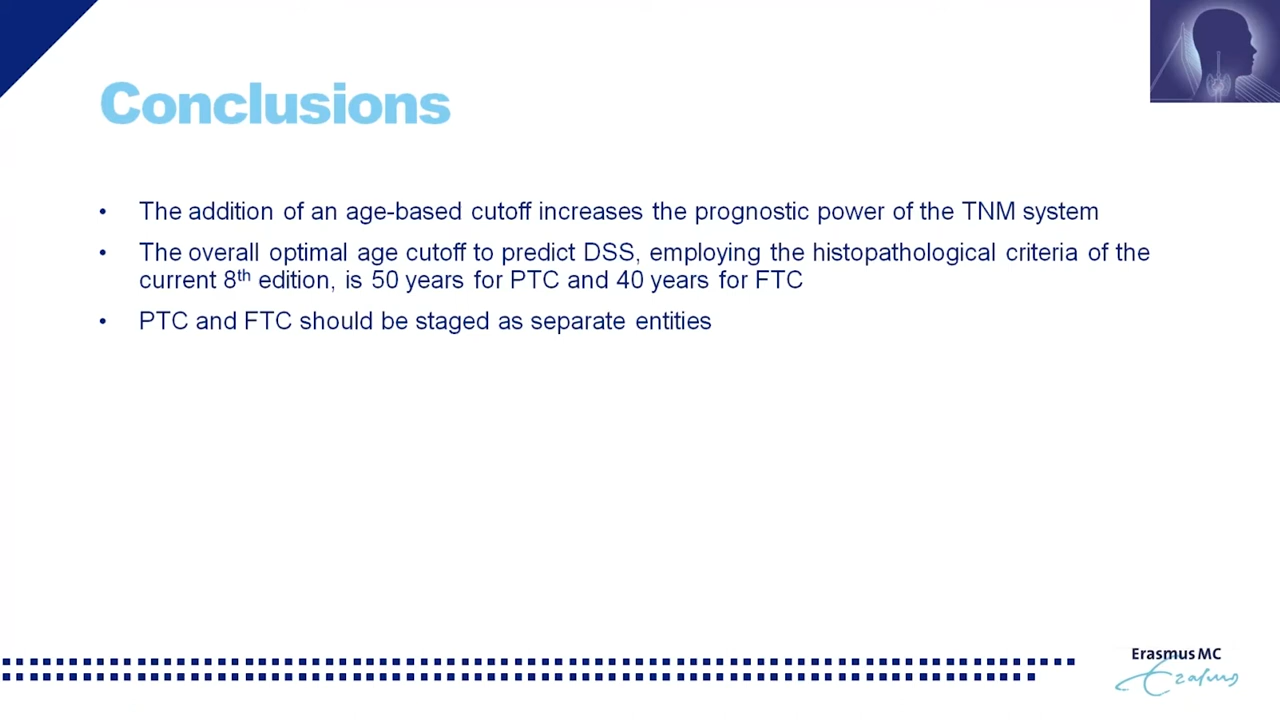 Conclusions
• The addition of an age-based cutoff increases the prognostic power of the TNM system
• The overall optimal age cutoff to predict DSS, employing the histopathological criteria of the
current 8th edition, is 50 years for PTC and 40 years for FTC
• PTC and FTC should be staged as separate entities
Erasmus MC
Erasmus